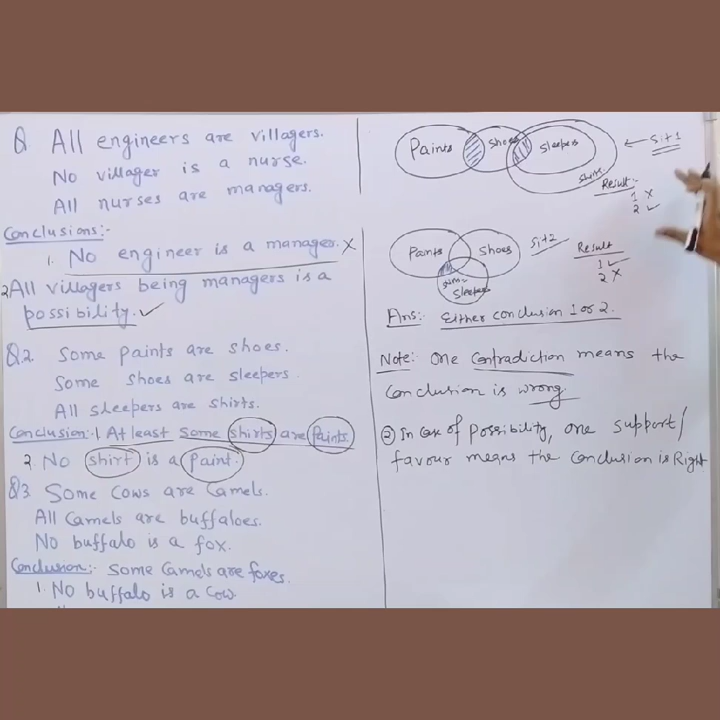 Q All engineers are villagers.
No villager is a nurse.
All nurses are managers.
Conclusions:-
1. No engineer is a manager. X
2. All villagers being managers is a
possibility. ✓
Q2. Some paints are shoes.
Some shoes are sleepers.
All sleepers are shirts.
Conclusion:- 1. At least some shirts are Paints.
2. No shirt is a paint.
Q3 Some Cows are Camels.
All Camels are buffaloes.
No buffalo is a fox.
Conclusion:- Some Camels are foxes.
1. No buffalo is a Cow
Paints
Shoes
Sleepers
Shirts
← Sit 1
Result:-
1 X
2 ✓
Paints
Shoes
Sleepers
Sit 2
Result
1 ✓
2 X
Ans:- Either conclusion 1 or 2.
Note:- One Contradiction means the
Conclusion is wrong.
② In Case of Possibility, one support/
favour means the Conclusion is Right